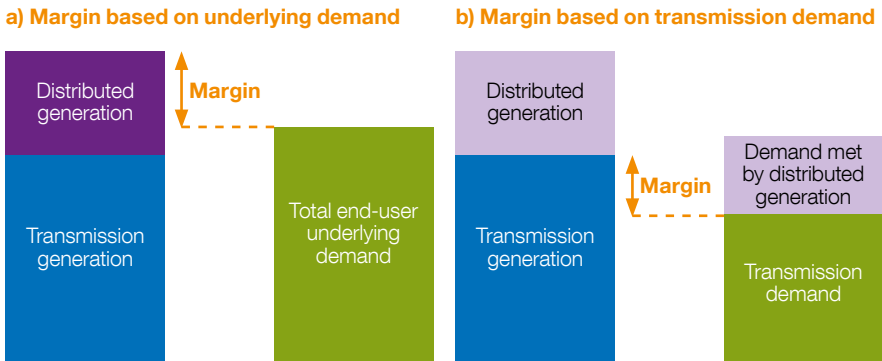 a) Margin based on underlying demand
Distributed
generation
Margin
Transmission
generation
Total end-user
underlying
demand
b) Margin based on transmission demand
Distributed
generation
Margin
Transmission
generation
Demand met
by distributed
generation
Transmission
demand